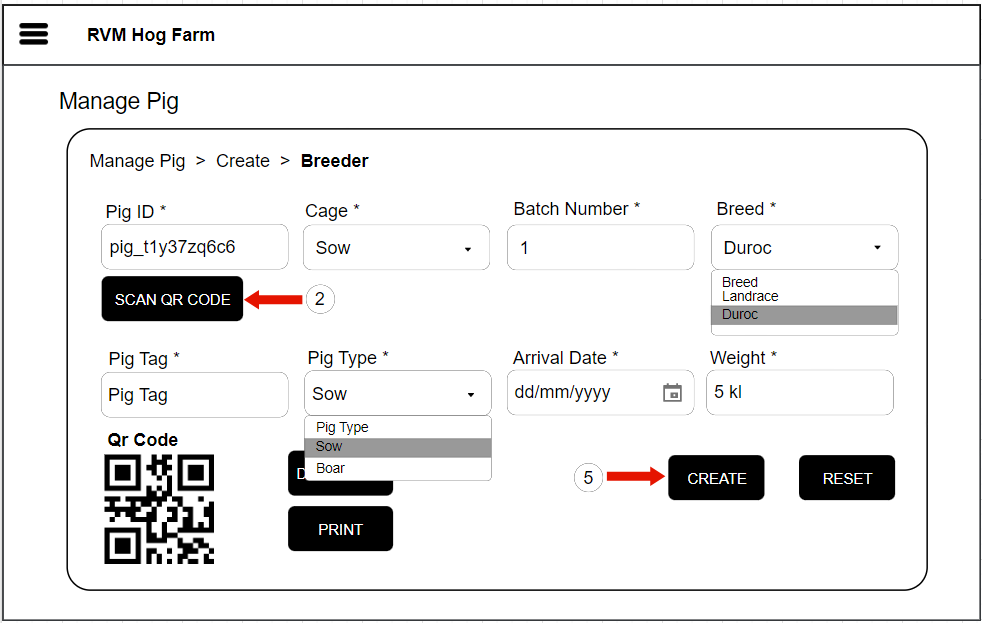 RVM Hog Farm
Manage Pig
Manage Pig > Create > Breeder
Pig ID *
Cage *
Batch Number *
Breed *
pig_t1y37zq6c6
Sow
1
Duroc
Breed
Landrace
Duroc
SCAN QR CODE
2
Pig Tag *
Pig Type *
Arrival Date *
Weight *
Pig Tag
Sow
dd/mm/yyyy
5 kl
Pig Type
Sow
Boar
Qr Code
D
5
CREATE
RESET
PRINT